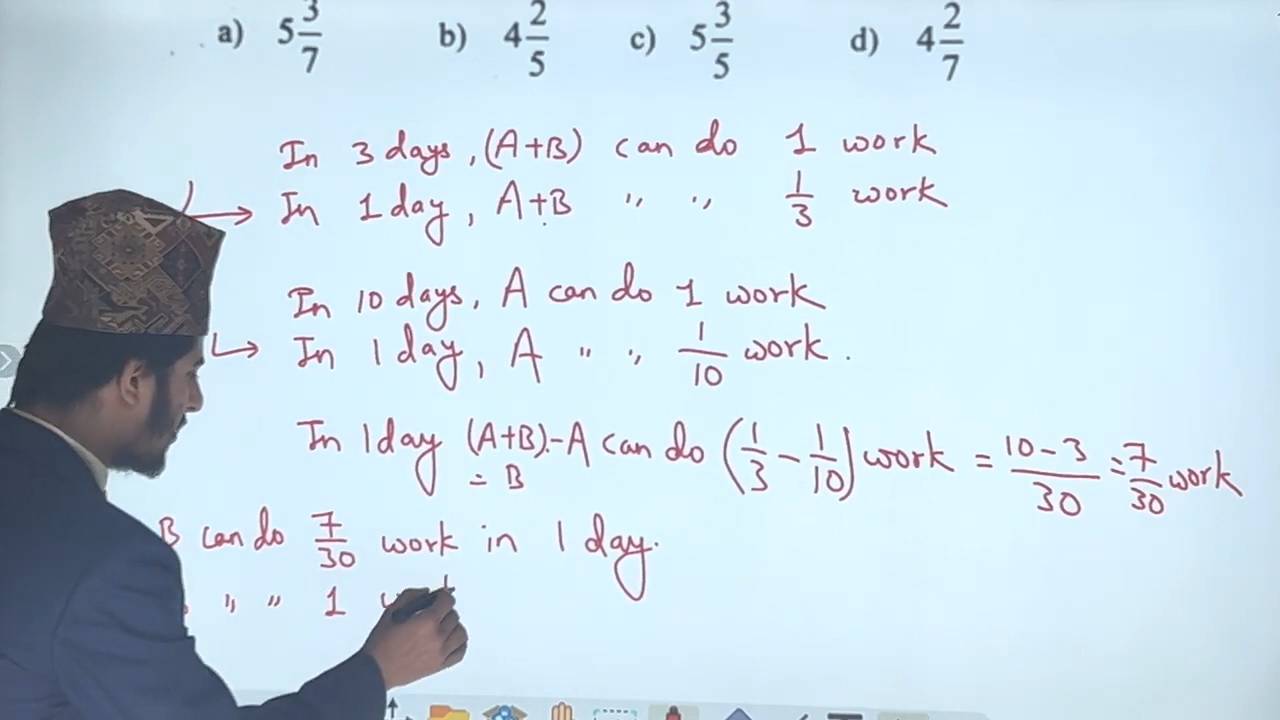 a) 5 3/7 b) 4 2/5 c) 5 3/5 d) 4 2/7
In 3 days, (A+B) can do 1 work
In 1 day, A+B " " 1/3 work
In 10 days, A can do 1 work
In 1 day, A " " 1/10 work.
In 1 day (A+B)-A can do (1/3 - 1/10) work = 10-3/30 = 7/30 work
= B
B can do 7/30 work in 1 day.
" " 1